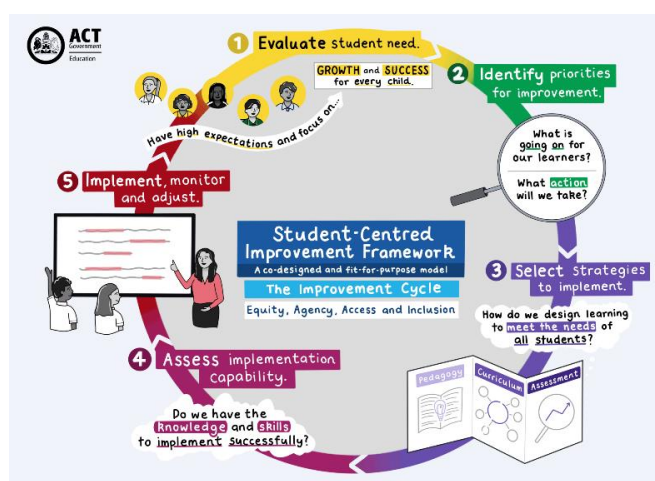 ACT
Government
Education
1 Evaluate student need.
GROWTH and SUCCESS
for every child.
Have high expectations and focus on...
2 Identify priorities
for improvement.
What is
going on for
our learners?
What action
will we take?
3 Select strategies
to implement.
How do we design learning
to meet the needs of
all students?
Pedagogy
Curriculum
Assessment
4 Assess implementation
capability.
Do we have the
knowledge and skills
to implement successfully?
5 Implement, monitor
and adjust.
Student-Centred
Improvement Framework
A co-designed and fit-for-purpose model
The Improvement Cycle
Equity, Agency, Access and Inclusion